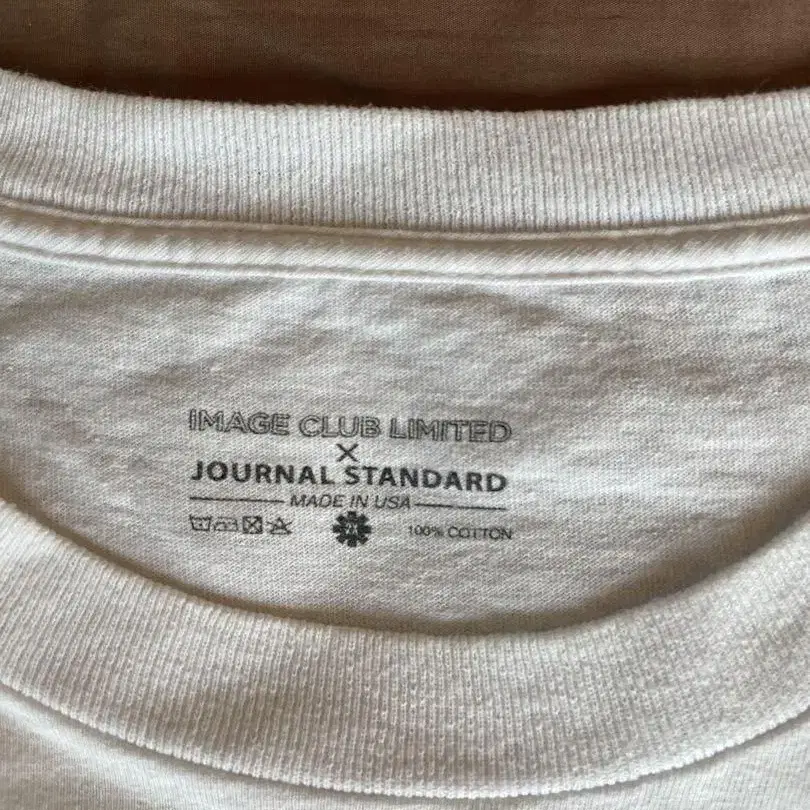 IMAGE CLUB LIMITED
X
JOURNAL STANDARD
MADE IN USA
100% COTTON